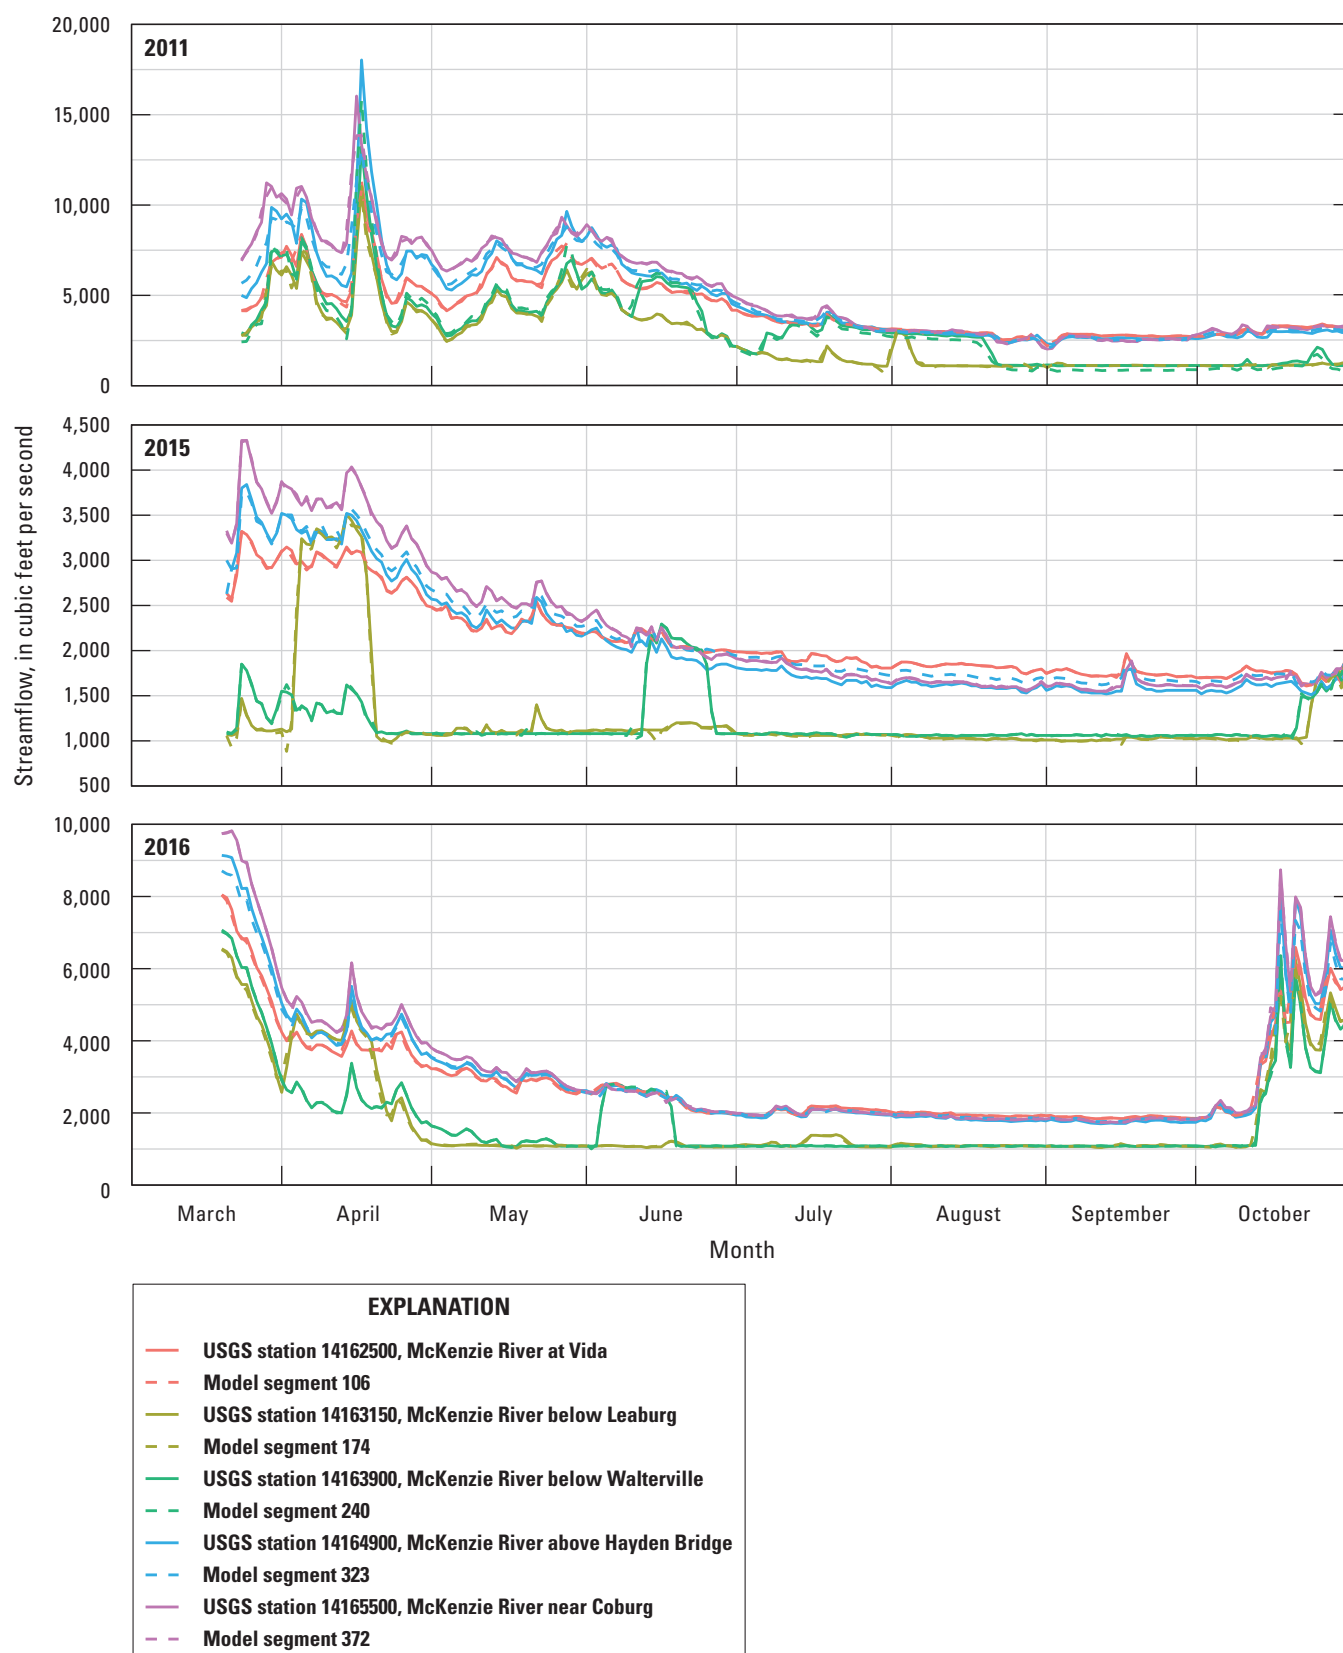 20,000
2011
15,000
10,000
5,000
0
4,500
2015
4,000
3,500
3,000
2,500
2,000
1,500
1,000
500
Streamflow, in cubic feet per second
10,000
2016
8,000
6,000
4,000
2,000
0
March April May June July August September October
Month
EXPLANATION
USGS station 14162500, McKenzie River at Vida
Model segment 106
USGS station 14163150, McKenzie River below Leaburg
Model segment 174
USGS station 14163900, McKenzie River below Walterville
Model segment 240
USGS station 14164900, McKenzie River above Hayden Bridge
Model segment 323
USGS station 14165500, McKenzie River near Coburg
Model segment 372